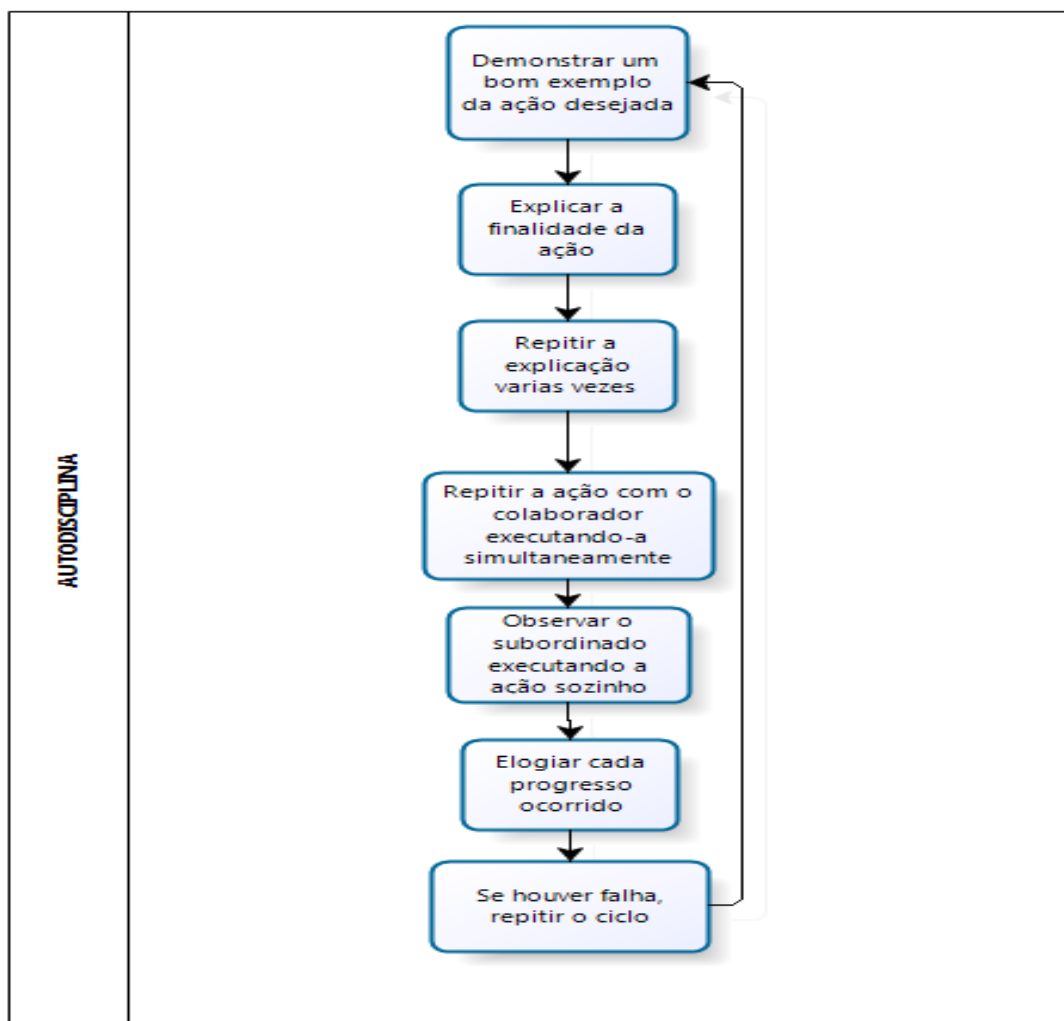 AUTODISCIPLINA
Demonstrar um
bom exemplo
da ação desejada
Explicar a
finalidade da
ação
Repitir a
explicação
varias vezes
Repitir a ação com o
colaborador
executando-a
simultaneamente
Observar o
subordinado
executando a
ação sozinho
Elogiar cada
progresso
ocorrido
Se houver falha,
repitir o ciclo